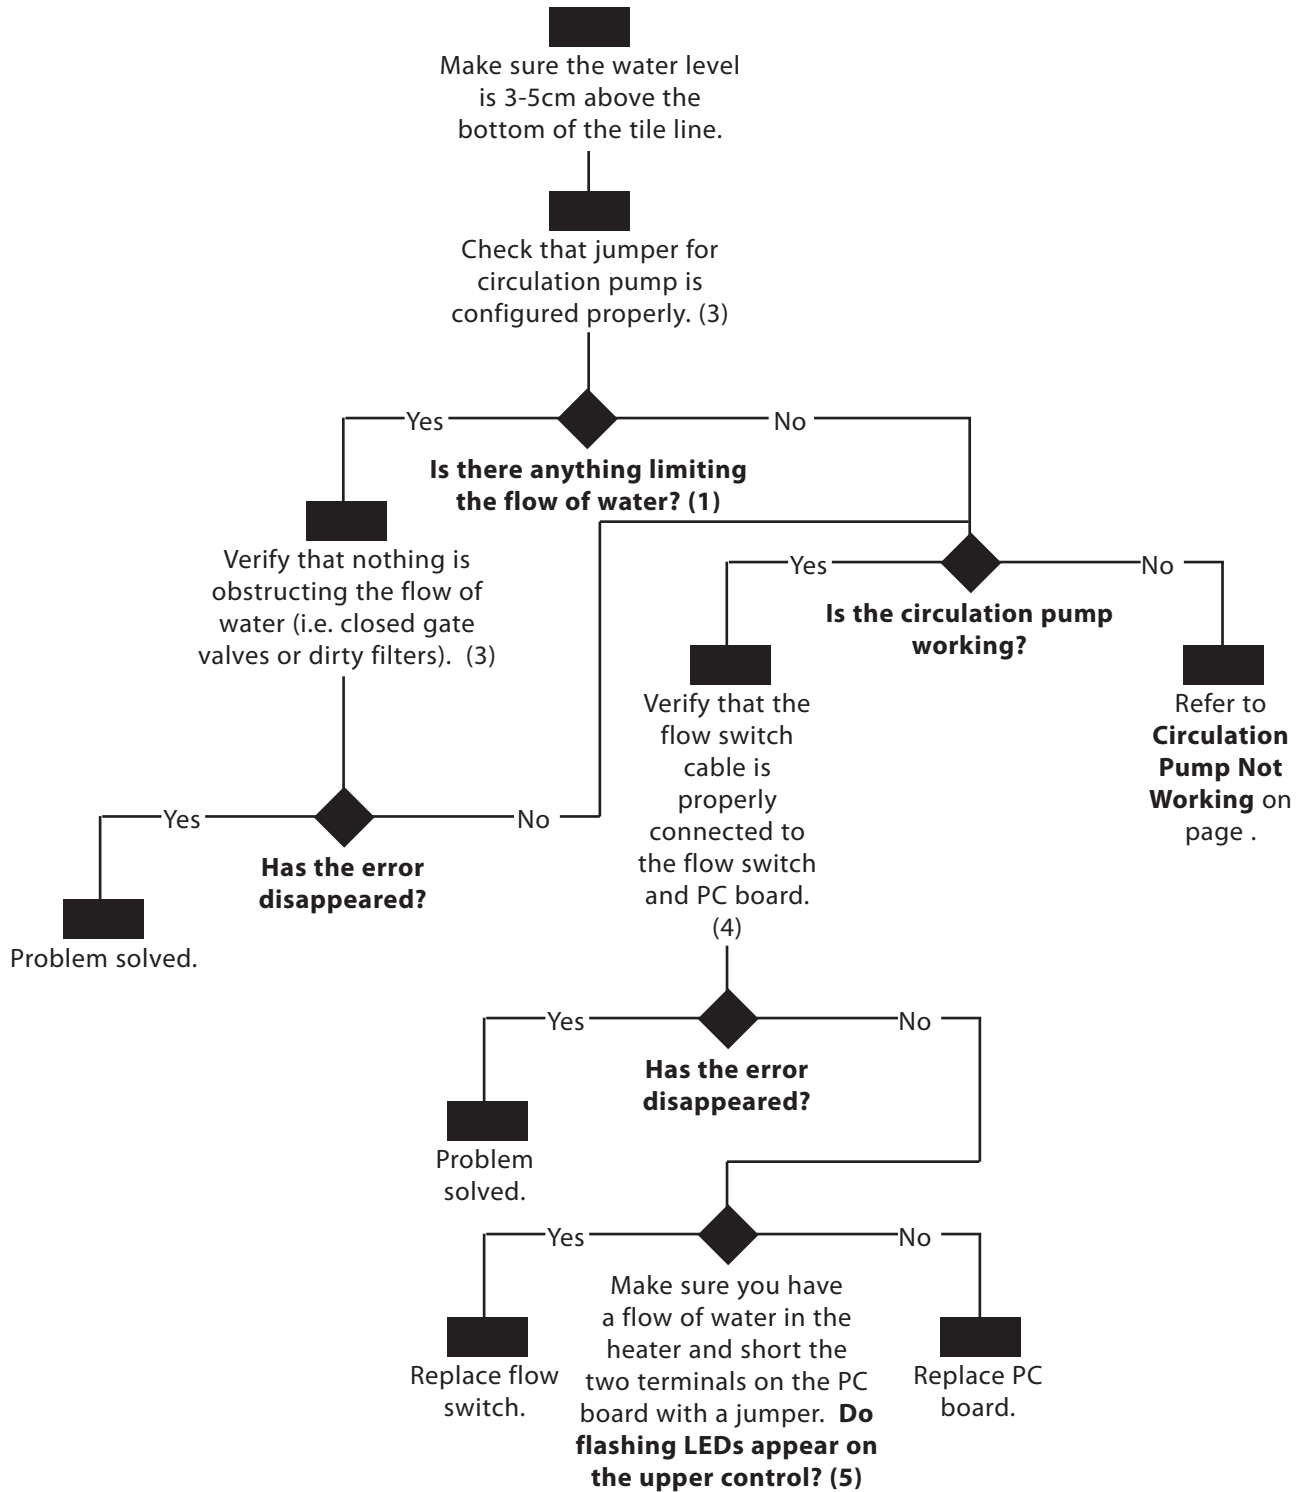 Make sure the water level
is 3-5cm above the
bottom of the tile line.
Check that jumper for
circulation pump is
configured properly. (3)
Yes
No
Is there anything limiting
the flow of water? (1)
Verify that nothing is
obstructing the flow of
water (i.e. closed gate
valves or dirty filters).  (3)
Yes
No
Is the circulation pump
working?
Verify that the
flow switch
cable is
properly
connected to
the flow switch
and PC board.
(4)
Refer to
Circulation
Pump Not
Working on
page .
Yes
No
Has the error
disappeared?
Problem solved.
Yes
No
Has the error
disappeared?
Problem
solved.
Yes
No
Make sure you have
a flow of water in the
heater and short the
two terminals on the PC
board with a jumper.  Do
flashing LEDs appear on
the upper control? (5)
Replace flow
switch.
Replace PC
board.